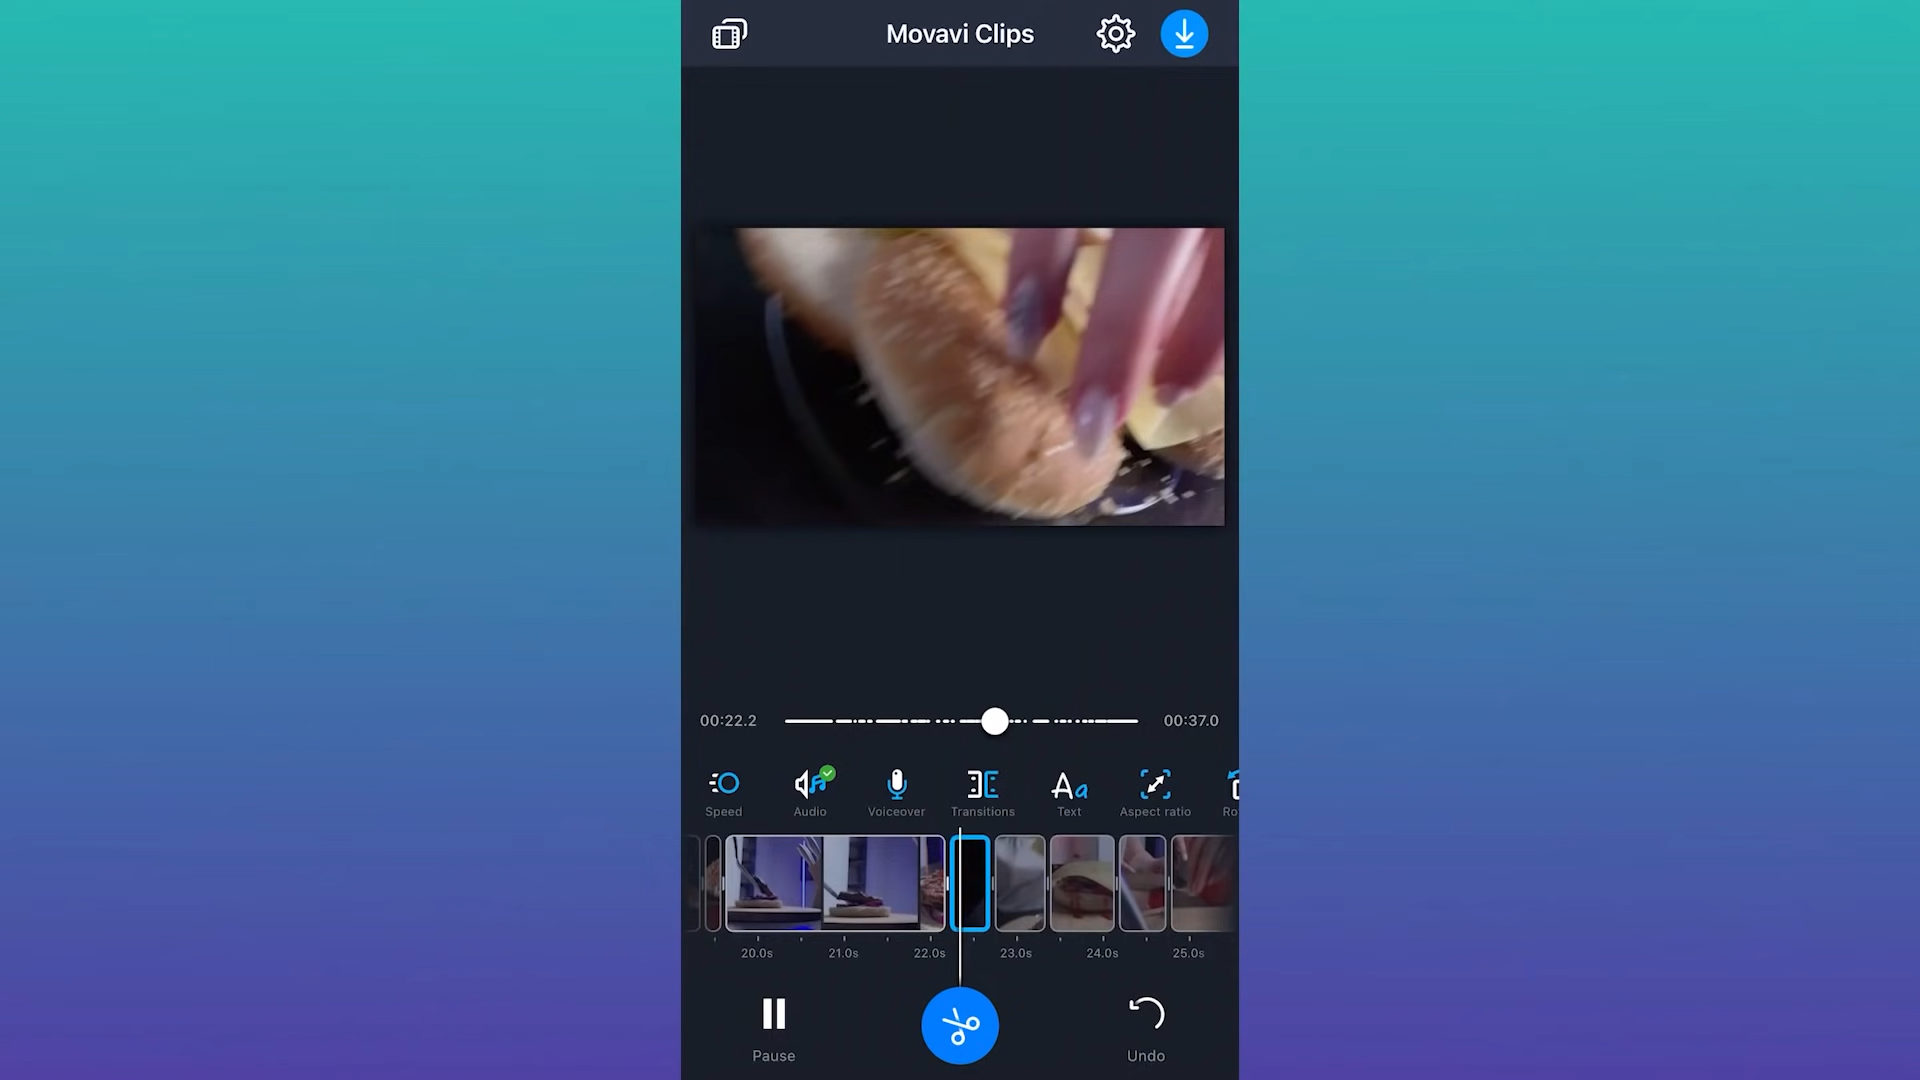 Movavi Clips
00:22.2
00:37.0
Speed
Audio
Voiceover
Transitions
Text
Aspect ratio
Ro
20.0s
21.0s
22.0s
23.0s
24.0s
25.0s
Pause
Undo